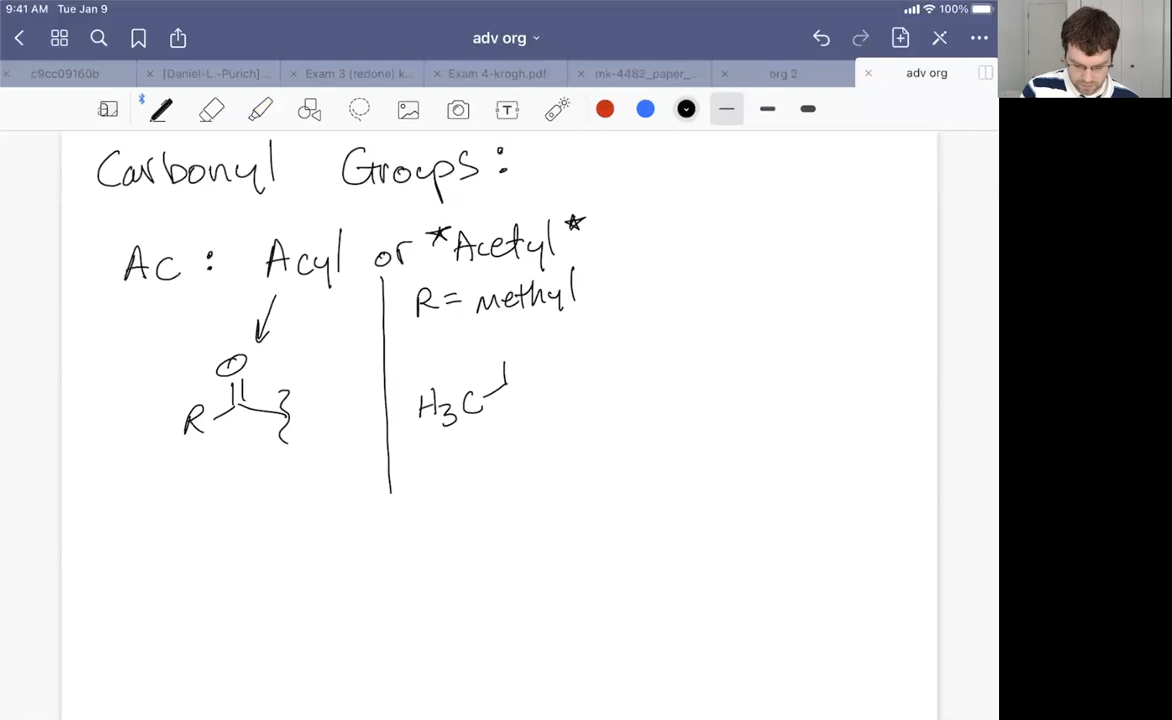 9:41 AM Tue Jan 9 100%
adv org
c9cc09160b [Daniel-L.-Purich]... Exam 3 (redone) k... Exam 4-krogh.pdf mk-4482_paper_... org 2 adv org
Carbonyl Groups:
Ac: Acyl or *Acetyl*
R = methyl
O
R
H3C